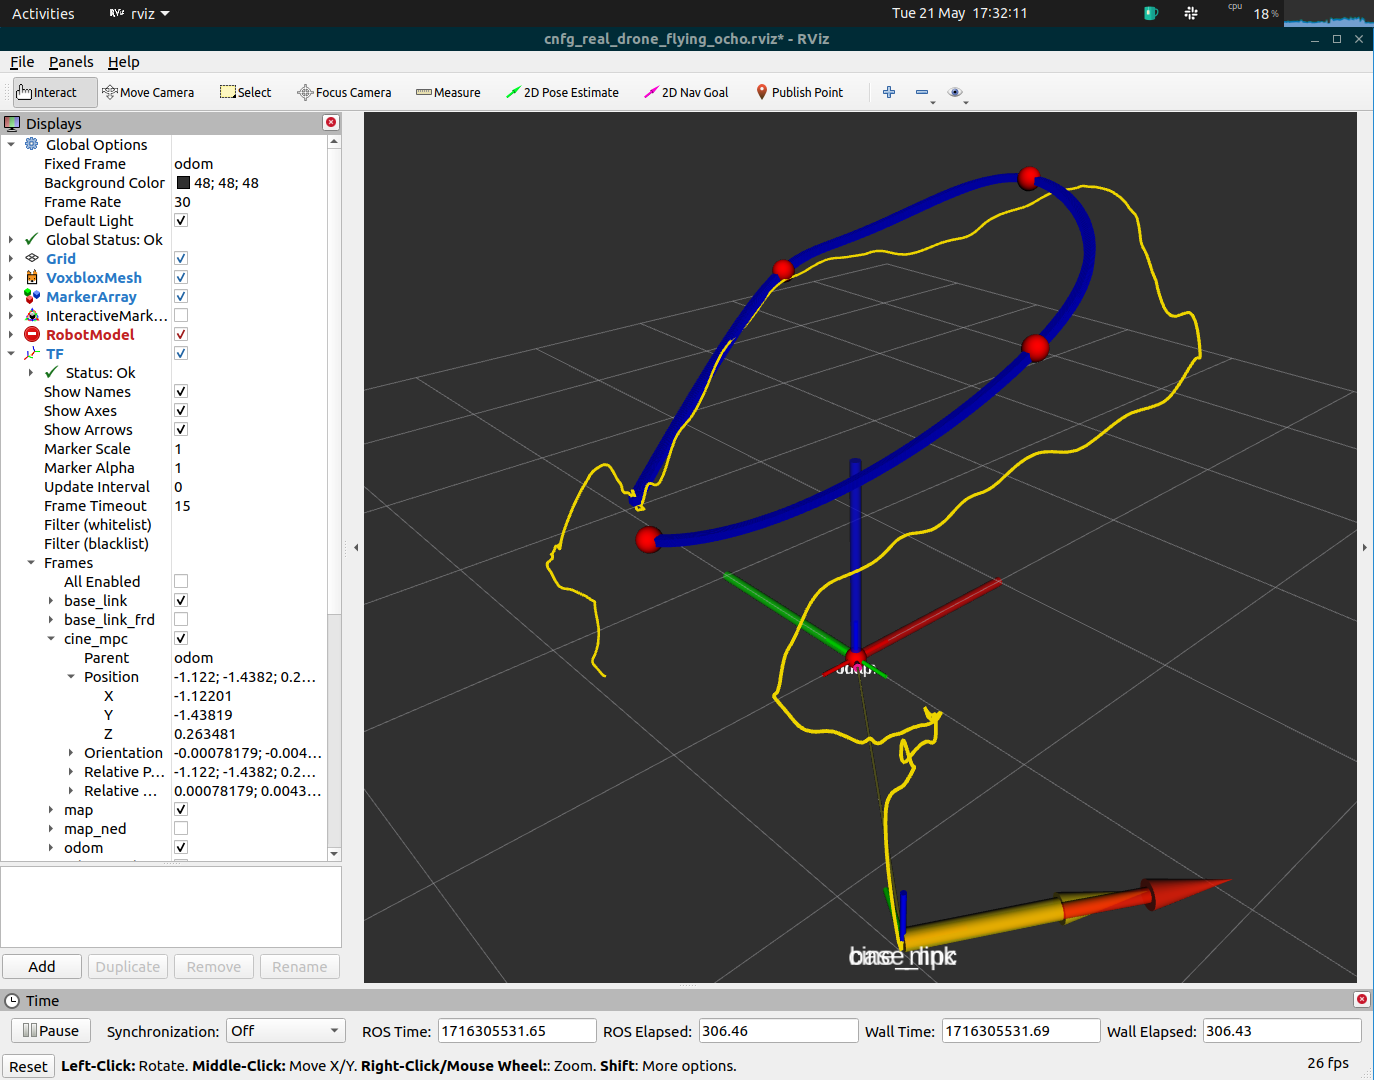 Activities
RViz rviz
Tue 21 May 17:32:11
cpu
18 %
cnfg_real_drone_flying_ocho.rviz* - RViz
File Panels Help
Interact Move Camera Select Focus Camera Measure 2D Pose Estimate 2D Nav Goal Publish Point
Displays
Global Options
Fixed Frame odom
Background Color 48; 48; 48
Frame Rate 30
Default Light
Global Status: Ok
Grid
VoxbloxMesh
MarkerArray
InteractiveMark...
RobotModel
TF
Status: Ok
Show Names
Show Axes
Show Arrows
Marker Scale 1
Marker Alpha 1
Update Interval 0
Frame Timeout 15
Filter (whitelist)
Filter (blacklist)
Frames
All Enabled
base_link
base_link_frd
cine_mpc
Parent odom
Position -1.122; -1.4382; 0.2...
X -1.12201
Y -1.43819
Z 0.263481
Orientation -0.00078179; -0.004...
Relative P... -1.122; -1.4382; 0.2...
Relative ... 0.00078179; 0.0043...
map
map_ned
odom
Add Duplicate Remove Rename
Time
Pause Synchronization: Off ROS Time: 1716305531.65 ROS Elapsed: 306.46 Wall Time: 1716305531.69 Wall Elapsed: 306.43
Reset Left-Click: Rotate. Middle-Click: Move X/Y. Right-Click/Mouse Wheel:: Zoom. Shift: More options. 26 fps